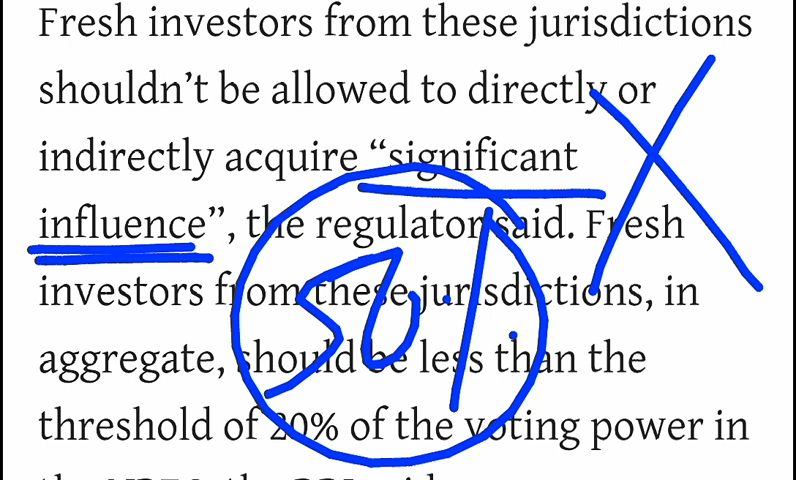 Fresh investors from these jurisdictions
shouldn't be allowed to directly or
indirectly acquire “significant
influence”, the regulator said. Fresh
investors from these jurisdictions, in
50%
aggregate, should be less than the
threshold of 20% of the voting power in